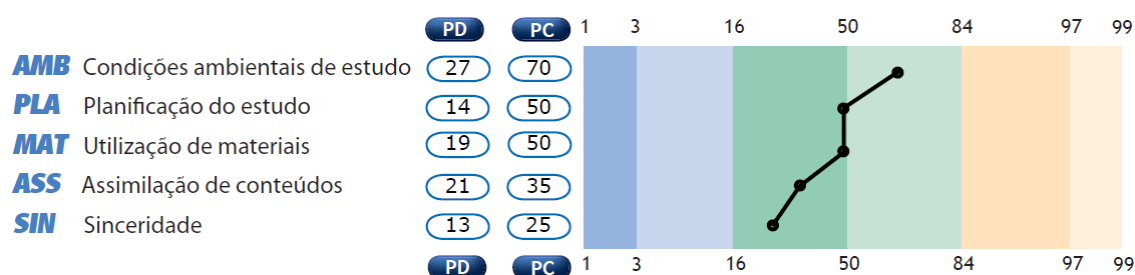 PD PC 1 3 16 50 84 97 99
AMB Condições ambientais de estudo 27 70
PLA Planificação do estudo 14 50
MAT Utilização de materiais 19 50
ASS Assimilação de conteúdos 21 35
SIN Sinceridade 13 25
PD PC 1 3 16 50 84 97 99